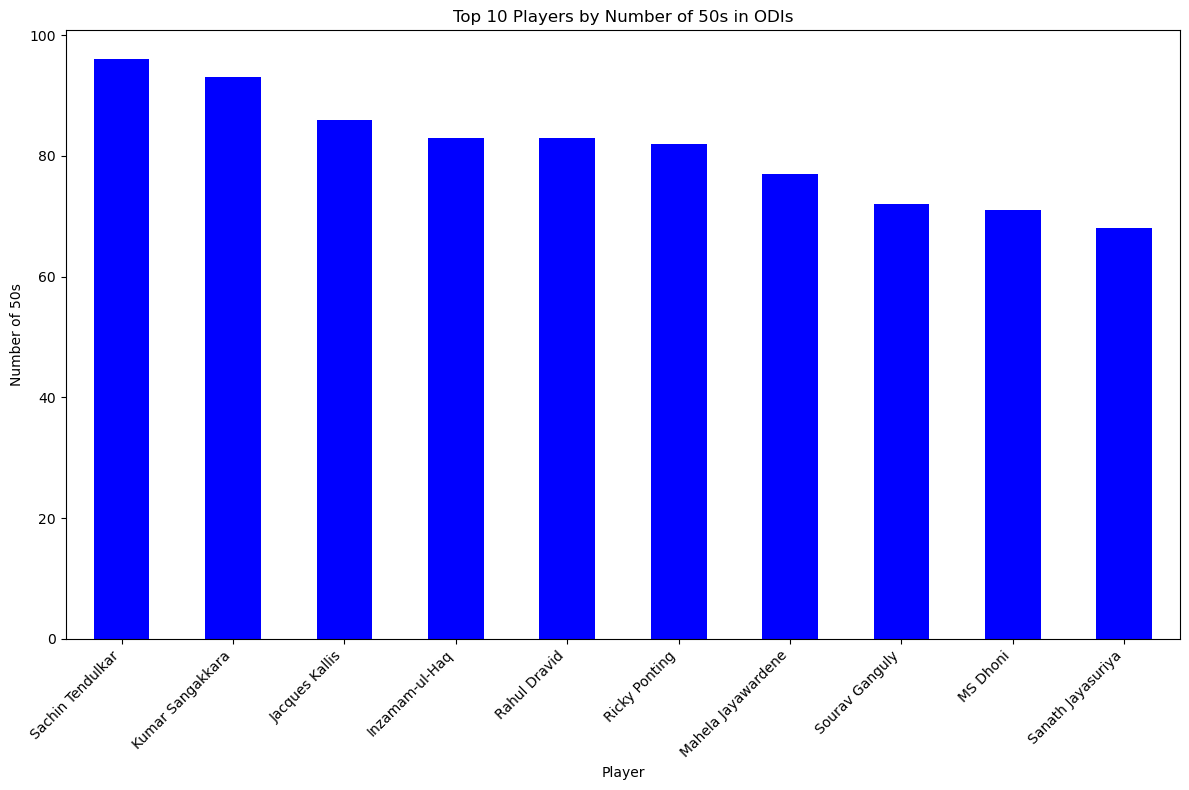 Top 10 Players by Number of 50s in ODIs
100
80
60
40
20
0
Number of 50s
Sachin Tendulkar
Kumar Sangakkara
Jacques Kallis
Inzamam-ul-Haq
Rahul Dravid
Ricky Ponting
Mahela Jayawardene
Sourav Ganguly
MS Dhoni
Sanath Jayasuriya
Player